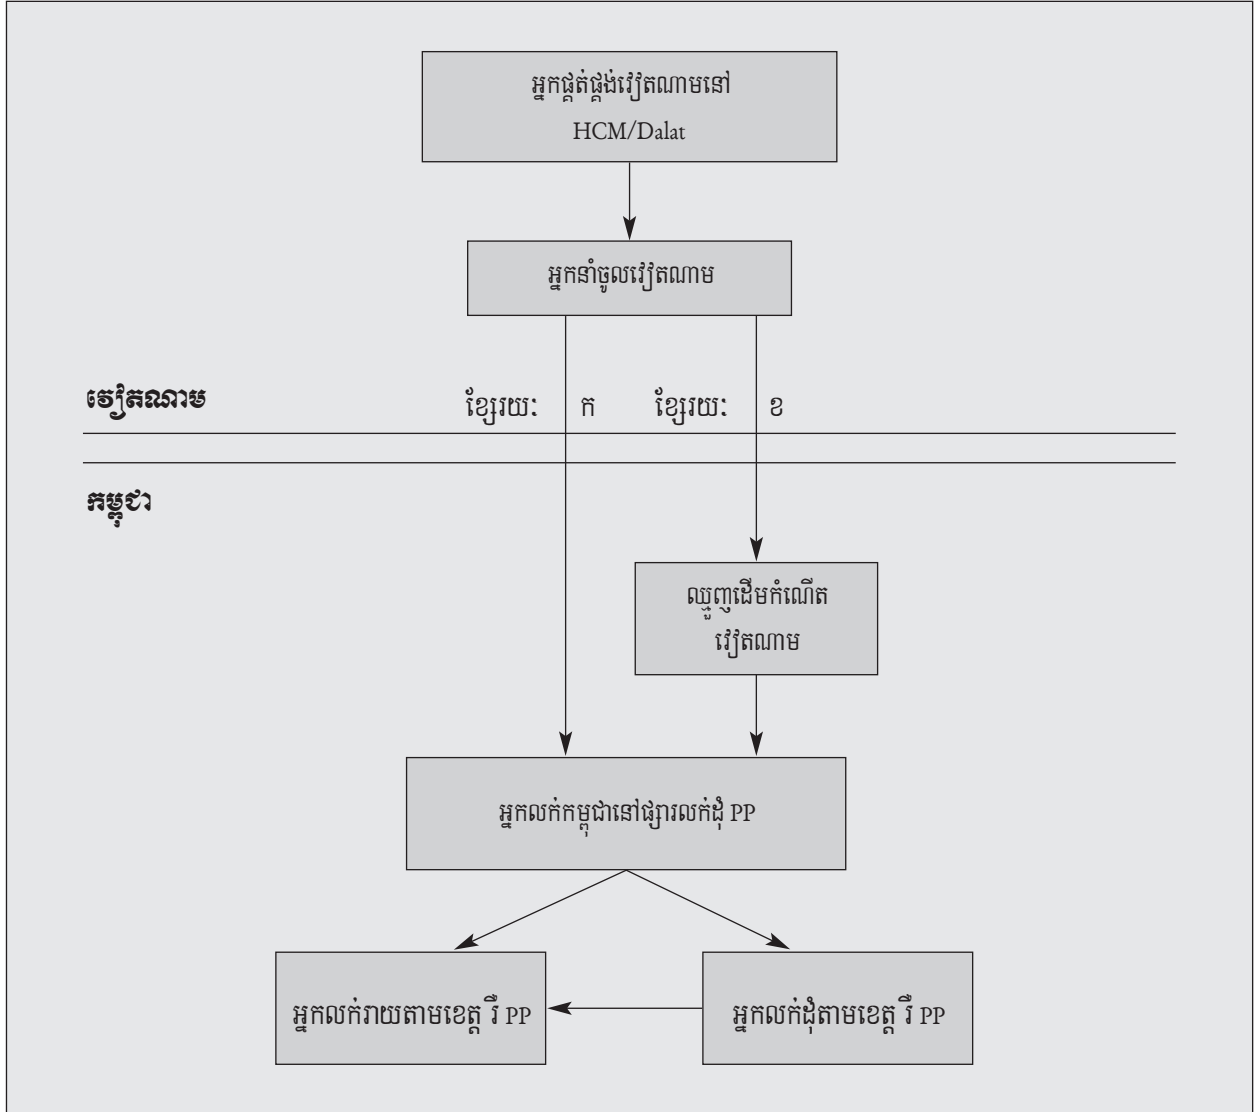 អ្នកផ្គត់ផ្គង់វៀតណាមនៅ
HCM/Dalat
អ្នកនាំចូលវៀតណាម
វៀតណាម
ខ្សែរយៈ ក ខ្សែរយៈ ខ
កម្ពុជា
ឈ្មួញដើមកំណើត
វៀតណាម
អ្នកលក់កម្ពុជានៅផ្សារលក់ដុំ PP
អ្នកលក់រាយតាមខេត្ត រឺ PP
អ្នកលក់ដុំតាមខេត្ត រឺ PP